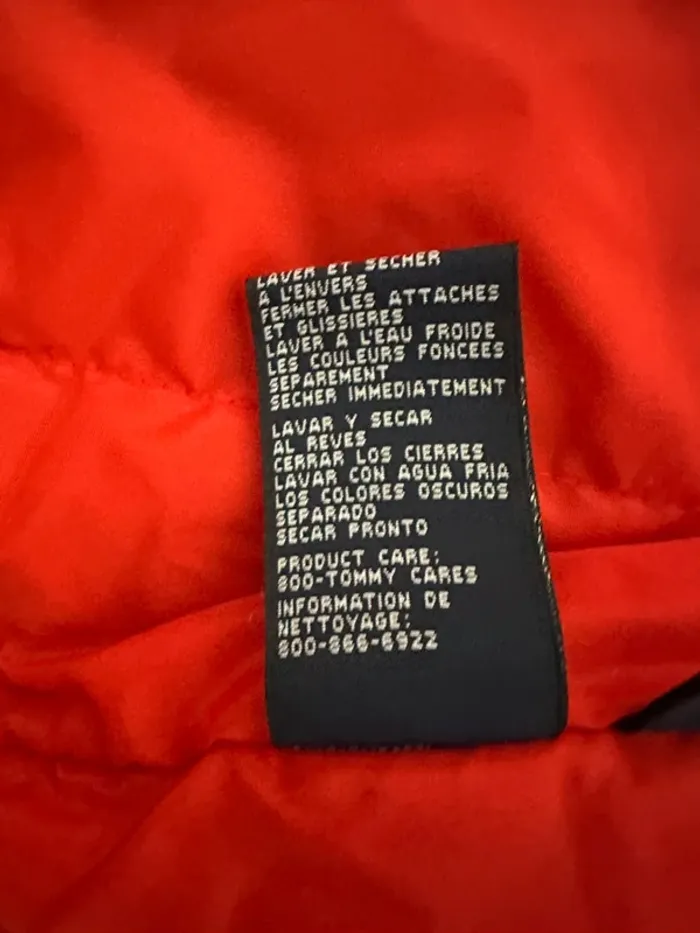 LAVER ET SECHER
A L'ENVERS
FERMER LES ATTACHES
ET GLISSIERES
LAVER A L'EAU FROIDE
LES COULEURS FONCEES
SEPAREMENT
SECHER IMMEDIATEMENT
LAVAR Y SECAR
AL REVES
CERRAR LOS CIERRES
LAVAR CON AGUA FRIA
LOS COLORES OSCUROS
SEPARADO
SECAR PRONTO
PRODUCT CARE:
800-TOMMY CARES
INFORMATION DE
NETTOYAGE:
800-866-6922